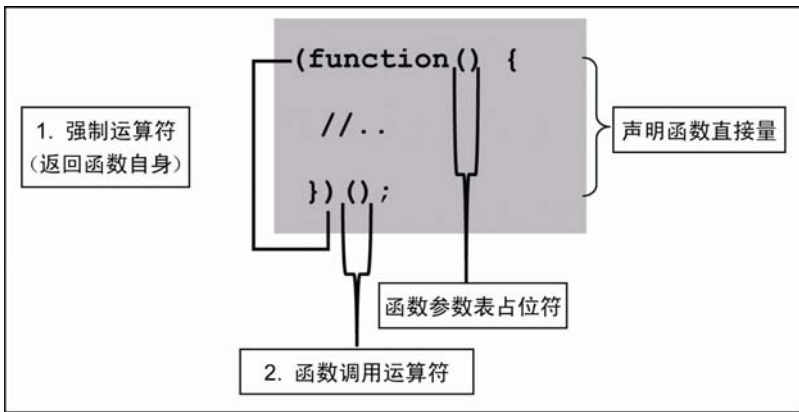 (function() {
//..
})();
1. 强制运算符
（返回函数自身）
声明函数直接量
函数参数表占位符
2. 函数调用运算符